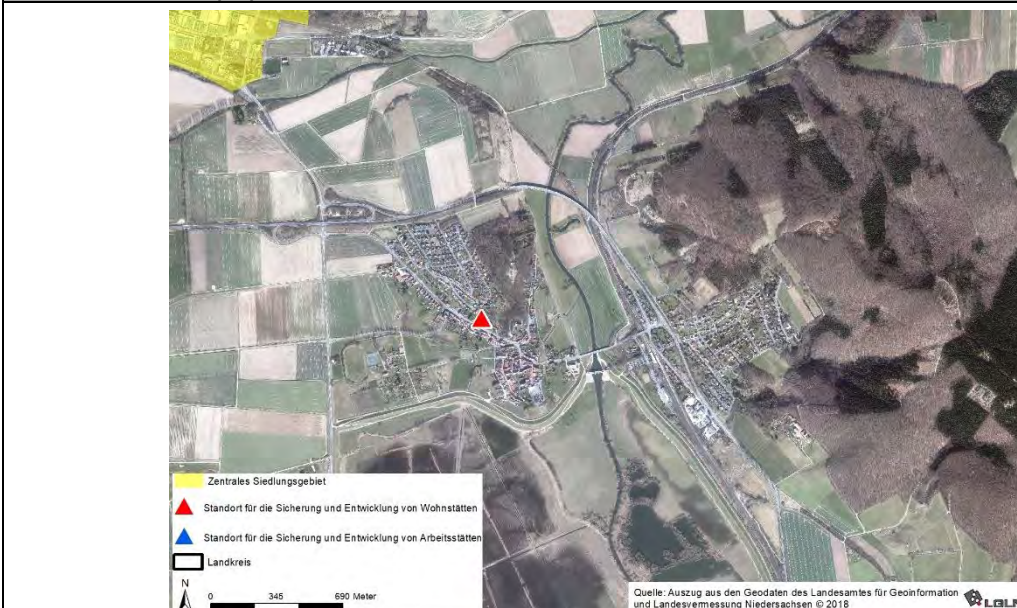 Zentrales Siedlungsgebiet
Standort für die Sicherung und Entwicklung von Wohnstätten
Standort für die Sicherung und Entwicklung von Arbeitsstätten
Landkreis
N
0 345 690 Meter
Quelle: Auszug aus den Geodaten des Landesamtes für Geoinformation
und Landesvermessung Niedersachsen © 2018
LGLN